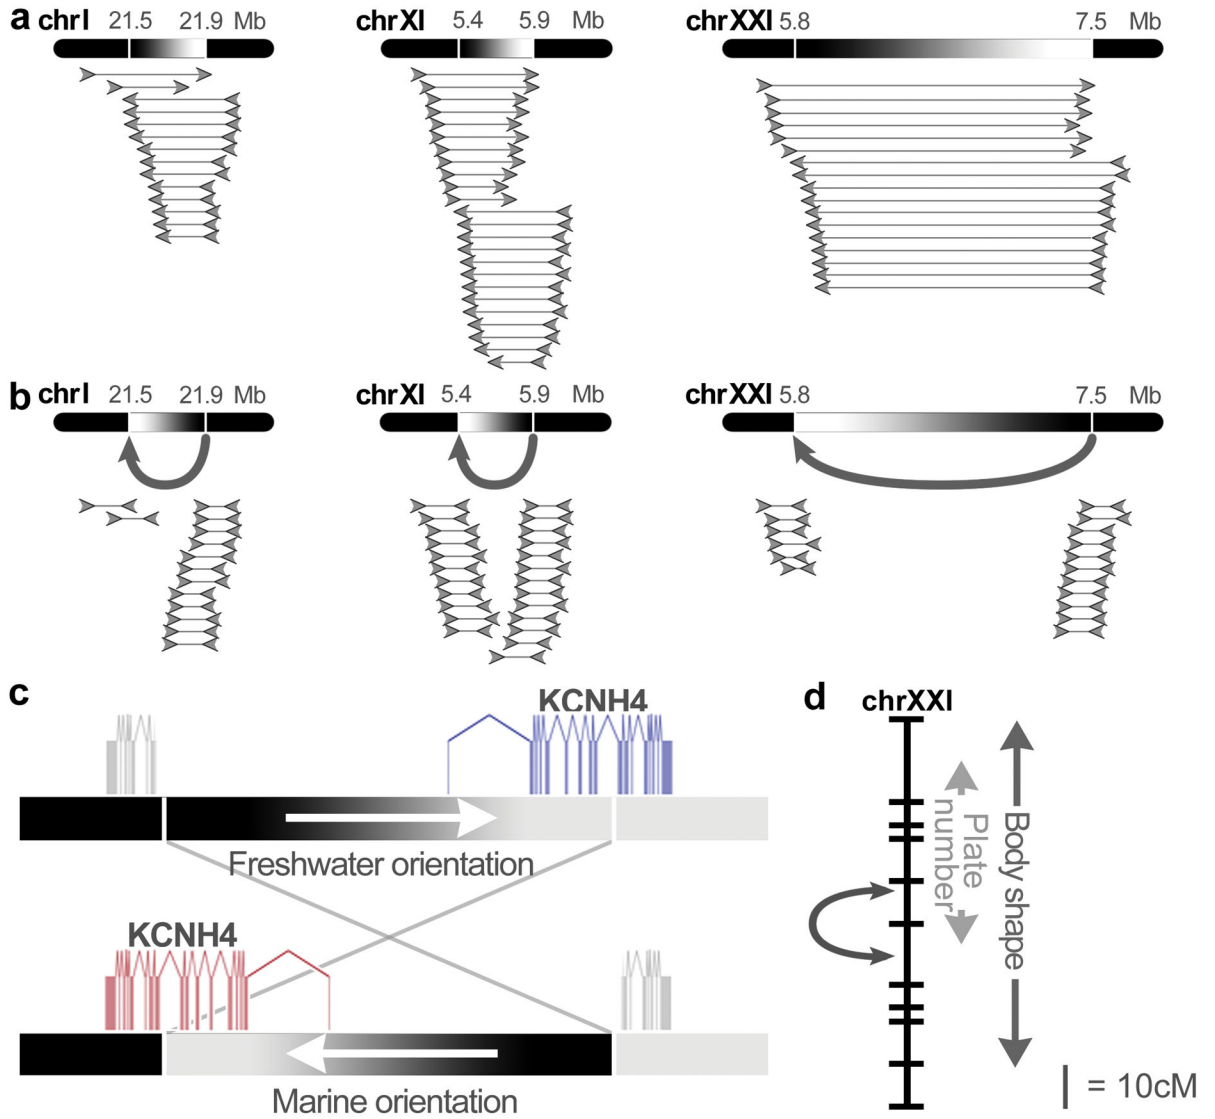 a chrI 21.5 21.9 Mb chrXI 5.4 5.9 Mb chrXXI 5.8 7.5 Mb
b chrI 21.5 21.9 Mb chrXI 5.4 5.9 Mb chrXXI 5.8 7.5 Mb
c
KCNH4
Freshwater orientation
KCNH4
Marine orientation
d chrXXI
Plate
number
Body shape
= 10cM